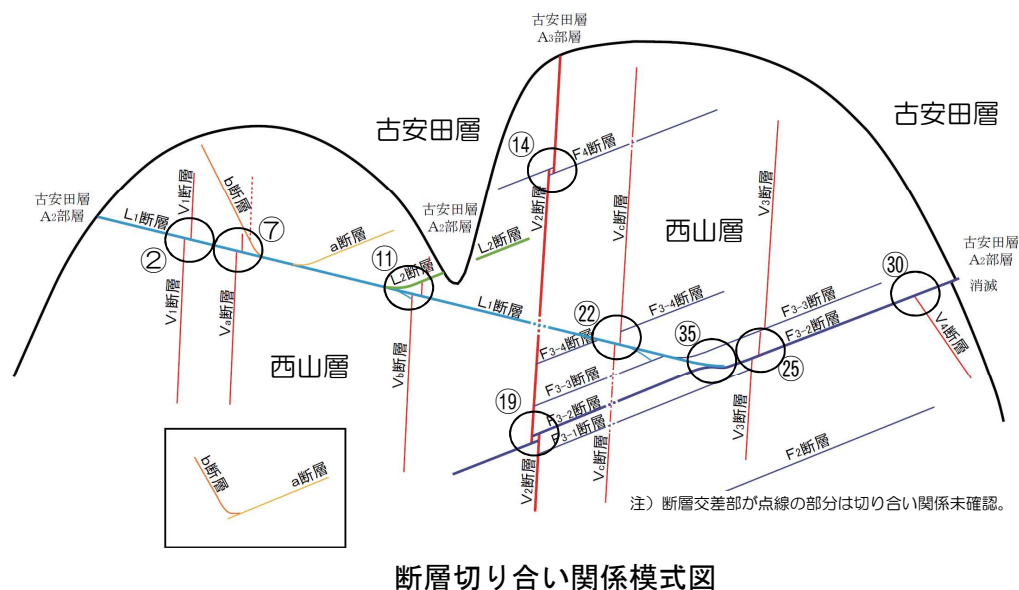 古安田層
A3部層
古安田層
古安田層
⑭
F4断層
b断層
V1断層
V2断層
Vc断層
V3断層
古安田層
A2部層
L1断層
⑦
a断層
古安田層
A2部層
L2断層
西山層
②
⑪
L2断層
古安田層
A2部層
消滅
㉚
V1断層
Va断層
L1断層
F3-4断層
F3-3断層
F3-2断層
㉒
㉟
㉕
V4断層
西山層
Vb断層
F3-4断層
F3-3断層
F3-2断層
F3-1断層
⑲
V3断層
V2断層
Vc断層
F2断層
b断層
a断層
注）断層交差部が点線の部分は切り合い関係未確認。
断層切り合い関係模式図